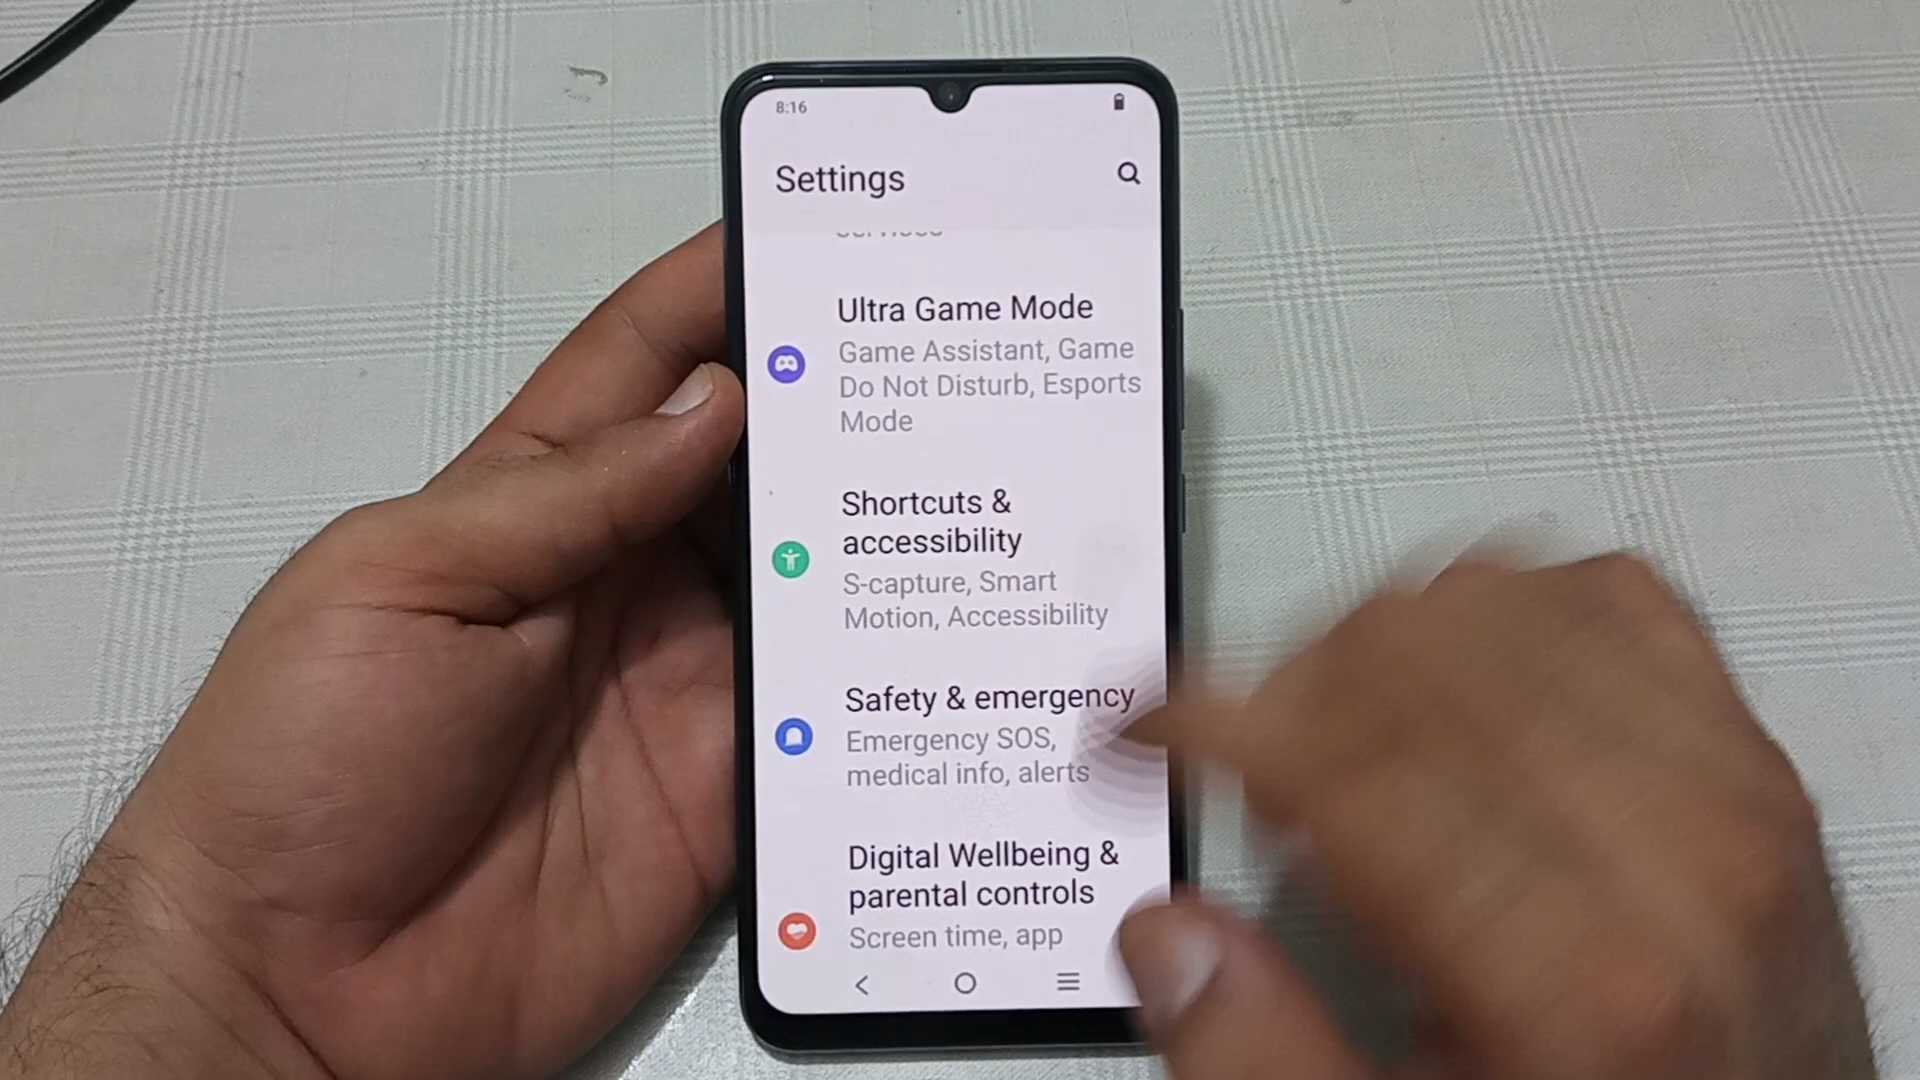 8:16
Settings
Ultra Game Mode
Game Assistant, Game
Do Not Disturb, Esports
Mode
Shortcuts &
accessibility
S-capture, Smart
Motion, Accessibility
Safety & emergency
Emergency SOS,
medical info, alerts
Digital Wellbeing &
parental controls
Screen time, app